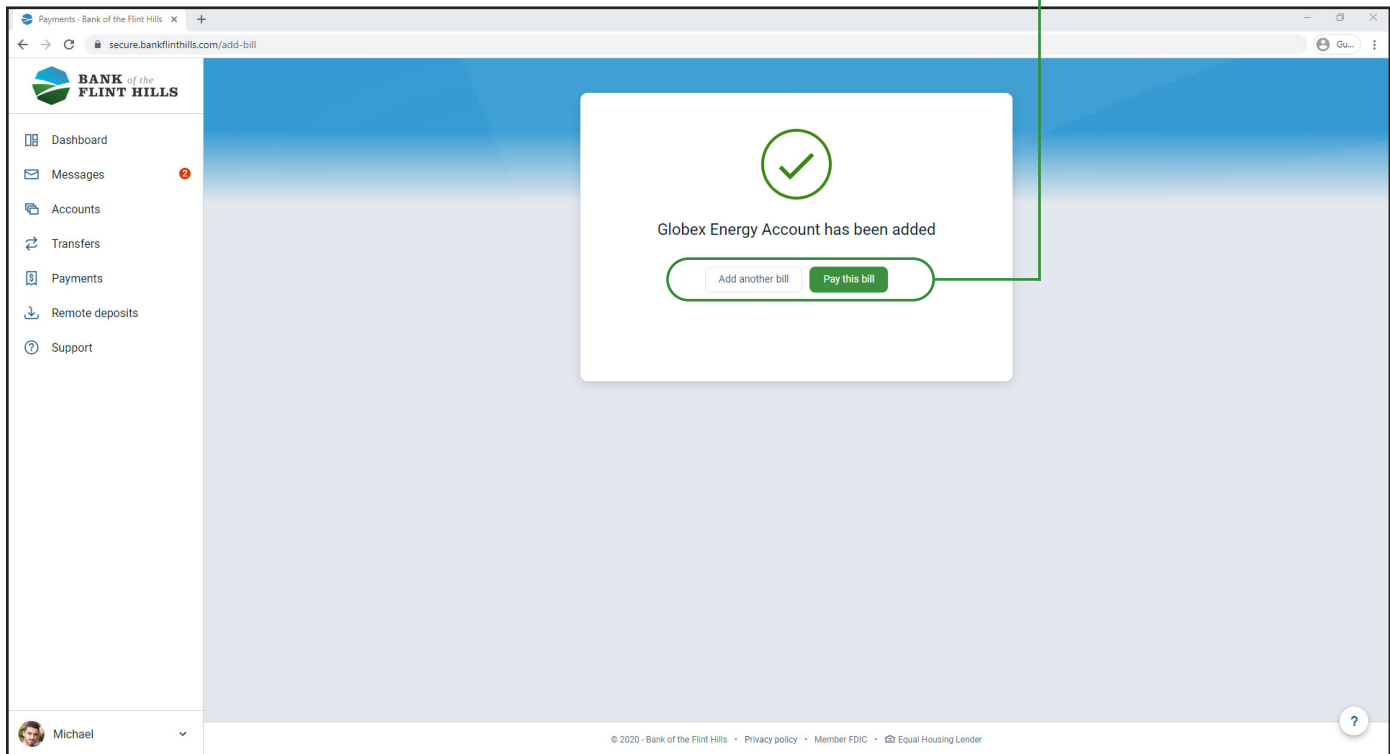 Payments · Bank of the Flint Hills
Gu...
secure.bankflinthills.com/add-bill
BANK of the
FLINT HILLS
Dashboard
Messages 2
Accounts
Transfers
Payments
Remote deposits
Support
Globex Energy Account has been added
Add another bill Pay this bill
Michael
?
© 2020 - Bank of the Flint Hills • Privacy policy • Member FDIC • Equal Housing Lender